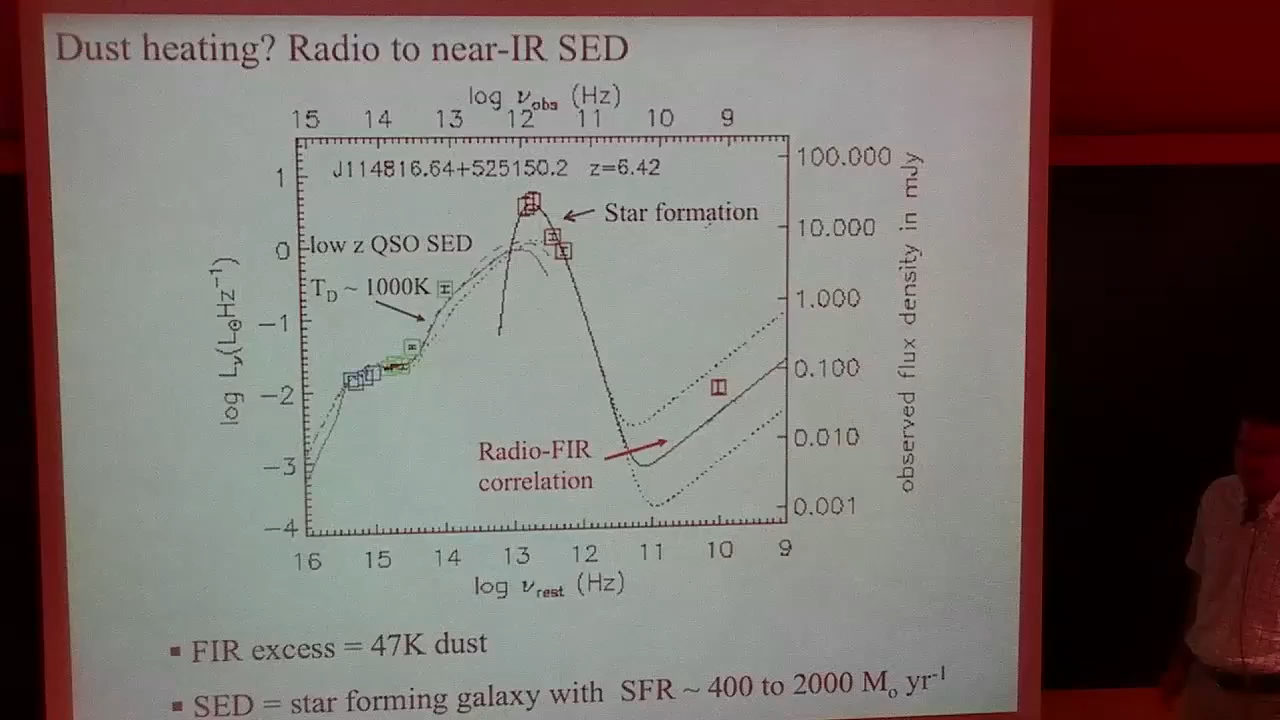 Dust heating? Radio to near-IR SED
log ν_obs (Hz)
15 14 13 12 11 10 9
J114816.64+525150.2 z=6.42
100.000
10.000
1.000
0.100
0.010
0.001
observed flux density in mJy
1
0
−1
−2
−3
−4
log L_ν(L_⊙Hz⁻¹)
Star formation
low z QSO SED
T_D ~ 1000K
Radio-FIR
correlation
16 15 14 13 12 11 10 9
log ν_rest (Hz)
▪ FIR excess = 47K dust
▪ SED = star forming galaxy with SFR ~ 400 to 2000 M_o yr⁻¹